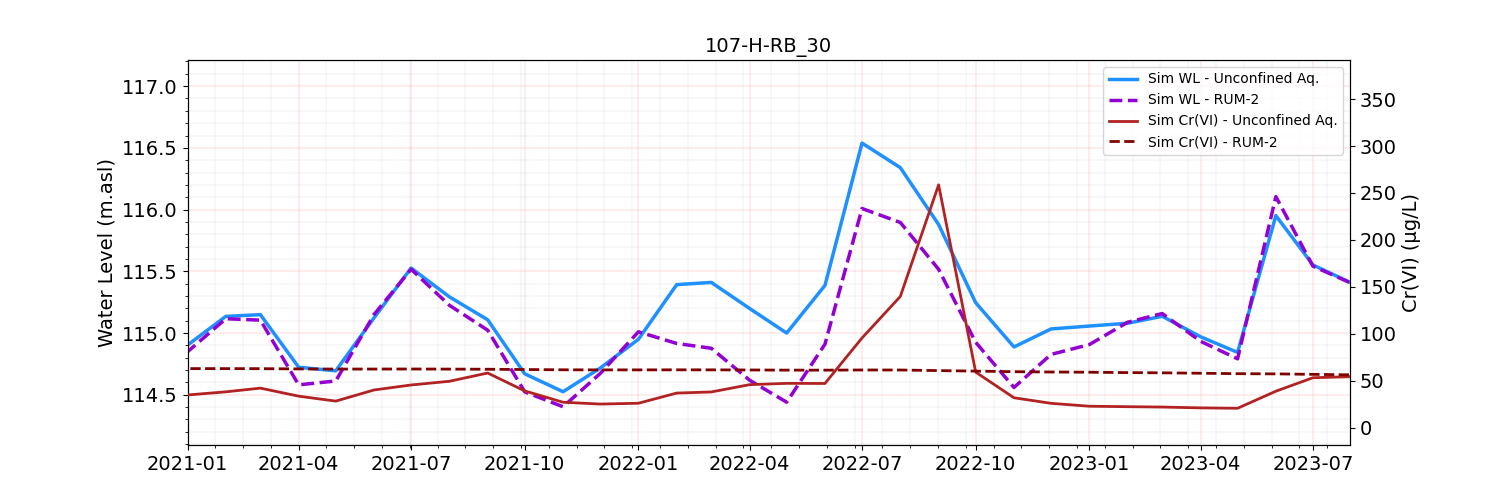 107-H-RB_30
117.0
116.5
116.0
115.5
115.0
114.5
Water Level (m.asl)
Sim WL - Unconfined Aq.
Sim WL - RUM-2
Sim Cr(VI) - Unconfined Aq.
Sim Cr(VI) - RUM-2
350
300
250
200
150
100
50
0
Cr(VI) (μg/L)
2021-01 2021-04 2021-07 2021-10 2022-01 2022-04 2022-07 2022-10 2023-01 2023-04 2023-07